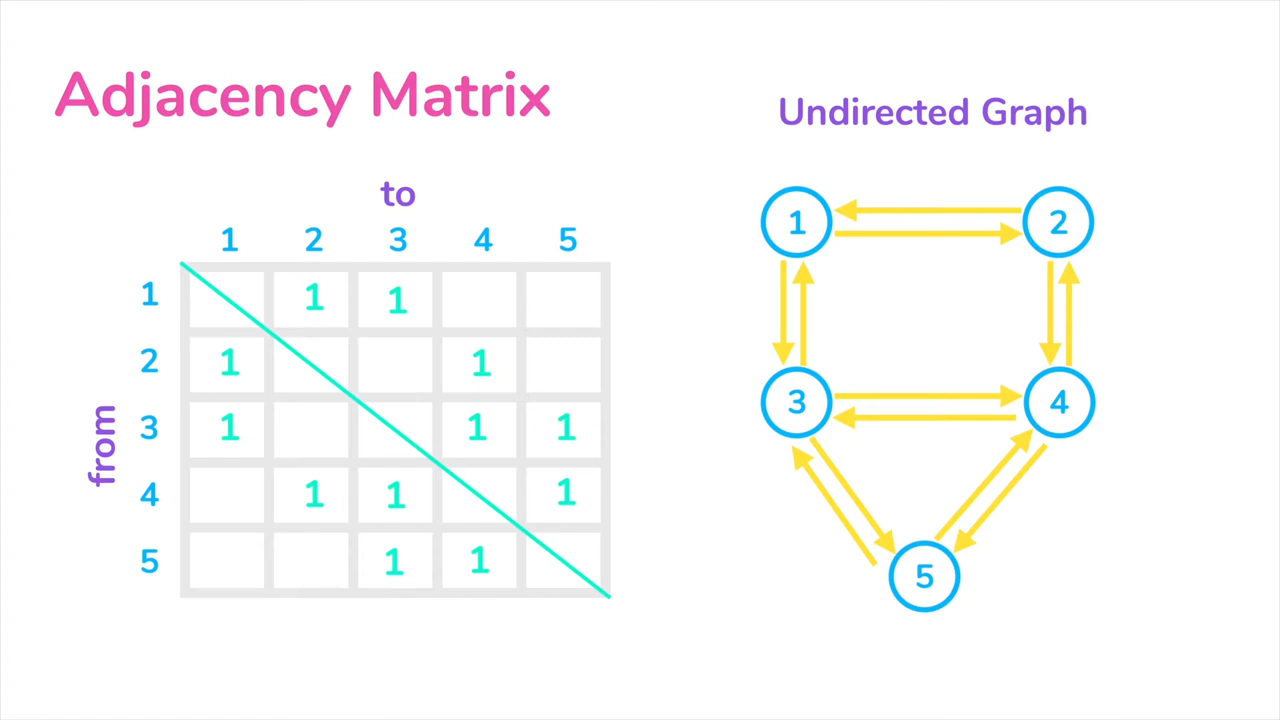 Adjacency Matrix
Undirected Graph
to
1 2 3 4 5
from
1 1 1
2 1 1
3 1 1 1
4 1 1 1
5 1 1
1 2
3 4
5